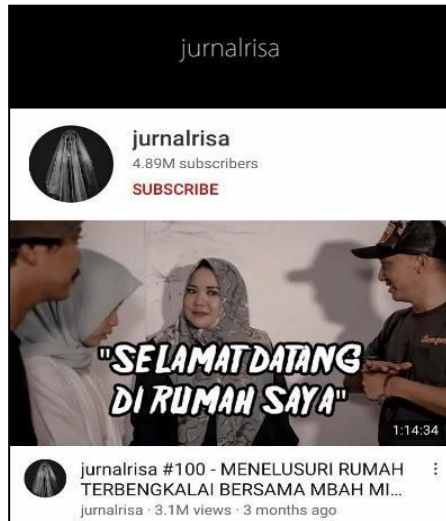 jurnalrisa
jurnalrisa
4.89M subscribers
SUBSCRIBE
"SELAMAT DATANG
DI RUMAH SAYA"
1:14:34
jurnalrisa #100 - MENELUSURI RUMAH
TERBENGKALAI BERSAMA MBAH MI...
jurnalrisa · 3.1M views · 3 months ago